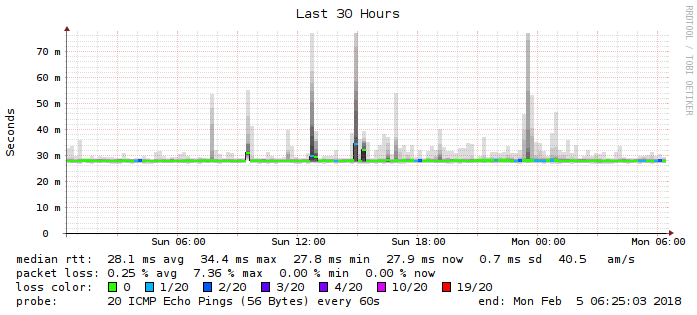 Last 30 Hours
RRDTOOL / TOBI OETIKER
Seconds
70 m
60 m
50 m
40 m
30 m
20 m
10 m
0
Sun 06:00 Sun 12:00 Sun 18:00 Mon 00:00 Mon 06:00
median rtt: 28.1 ms avg 34.4 ms max 27.8 ms min 27.9 ms now 0.7 ms sd 40.5 am/s
packet loss: 0.25 % avg 7.36 % max 0.00 % min 0.00 % now
loss color: 0 1/20 2/20 3/20 4/20 10/20 19/20
probe: 20 ICMP Echo Pings (56 Bytes) every 60s end: Mon Feb 5 06:25:03 2018